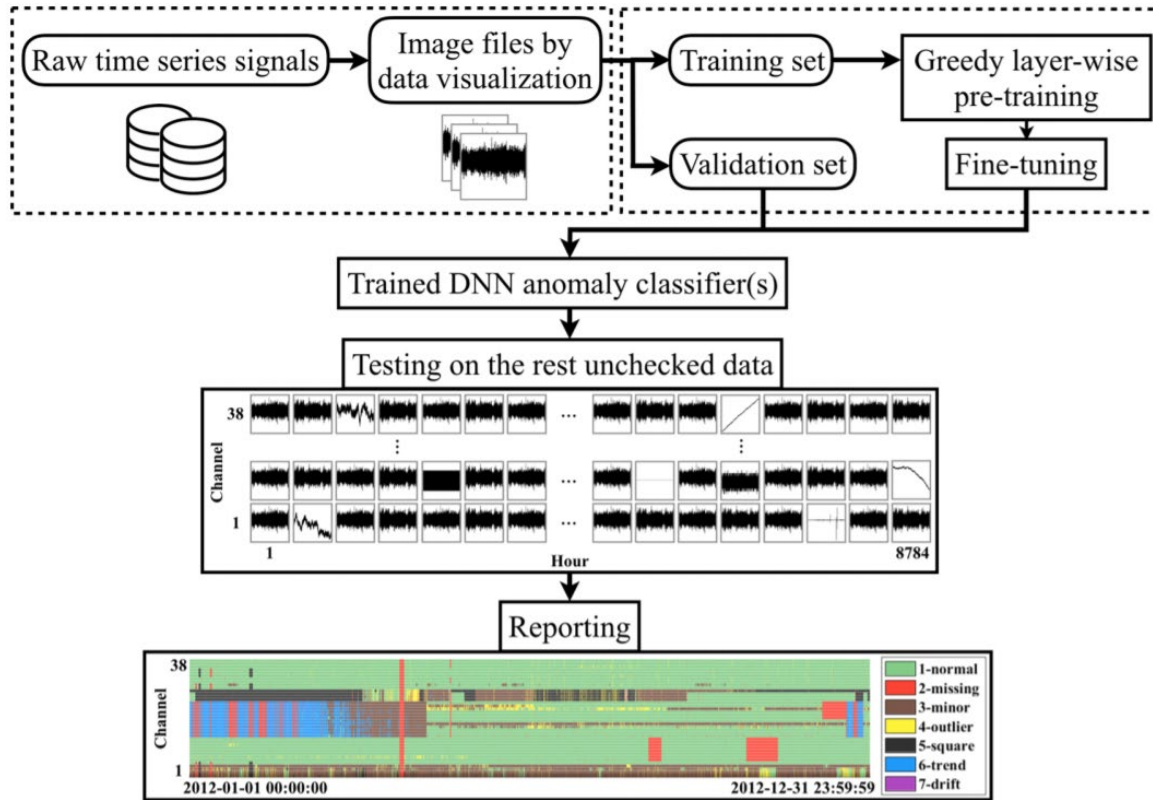 Raw time series signals
Image files by
data visualization
Training set
Greedy layer-wise
pre-training
Validation set
Fine-tuning
Trained DNN anomaly classifier(s)
Testing on the rest unchecked data
38
...
⋮
⋮
Channel
...
1
...
1
Hour
8784
Reporting
38
Channel
1
2012-01-01 00:00:00
2012-12-31 23:59:59
1-normal
2-missing
3-minor
4-outlier
5-square
6-trend
7-drift